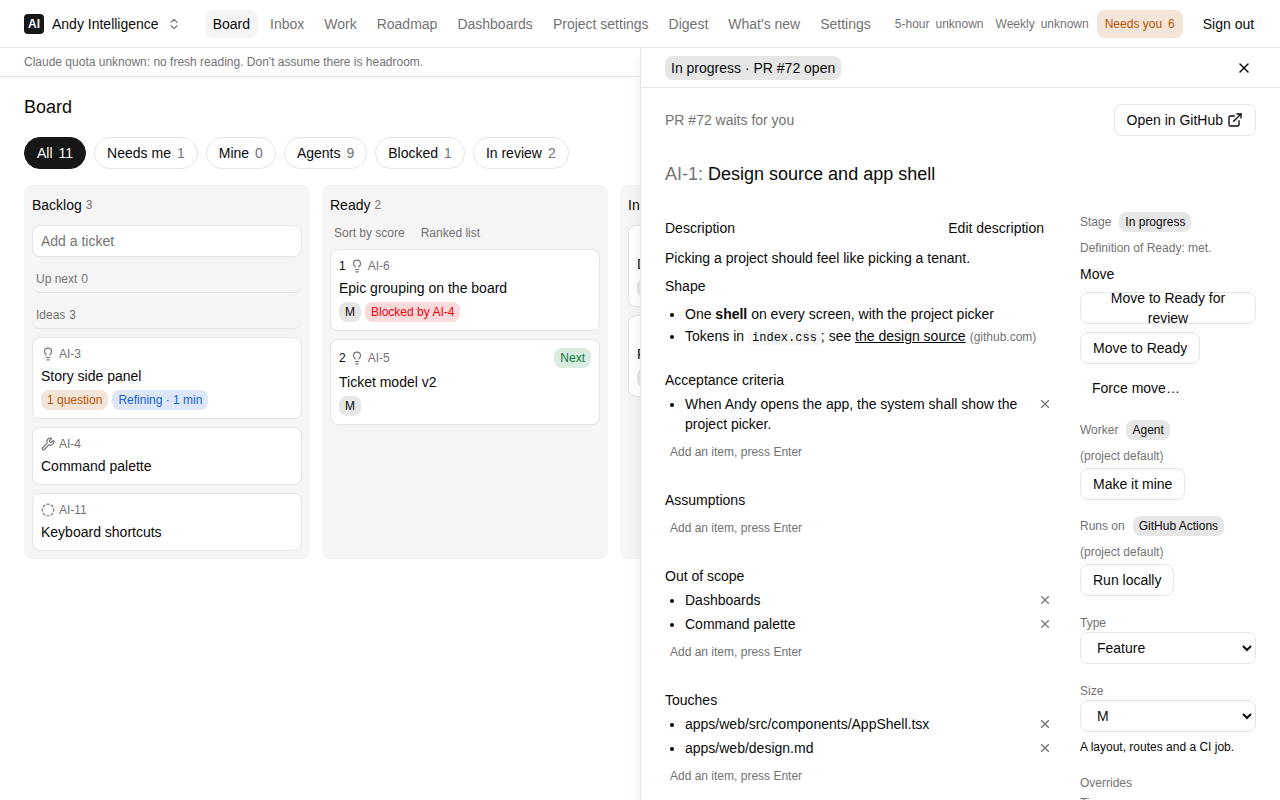 AI Andy Intelligence Board Inbox Work Roadmap Dashboards Project settings Digest What's new Settings 5-hour unknown Weekly unknown Needs you 6 Sign out
Claude quota unknown: no fresh reading. Don't assume there is headroom.
Board
All 11 Needs me 1 Mine 0 Agents 9 Blocked 1 In review 2
Backlog 3
Add a ticket
Up next 0
Ideas 3
AI-3
Story side panel
1 question Refining · 1 min
AI-4
Command palette
AI-11
Keyboard shortcuts
Ready 2
Sort by score Ranked list
1 AI-6
Epic grouping on the board
M Blocked by AI-4
2 AI-5 Next
Ticket model v2
M
In
In progress · PR #72 open
PR #72 waits for you Open in GitHub
AI-1: Design source and app shell
Description Edit description
Picking a project should feel like picking a tenant.
Shape
• One shell on every screen, with the project picker
• Tokens in index.css; see the design source (github.com)
Acceptance criteria
• When Andy opens the app, the system shall show the
project picker.
Add an item, press Enter
Assumptions
Add an item, press Enter
Out of scope
• Dashboards
• Command palette
Add an item, press Enter
Touches
• apps/web/src/components/AppShell.tsx
• apps/web/design.md
Add an item, press Enter
Stage In progress
Definition of Ready: met.
Move
Move to Ready for
review
Move to Ready
Force move…
Worker Agent
(project default)
Make it mine
Runs on GitHub Actions
(project default)
Run locally
Type
Feature
Size
M
A layout, routes and a CI job.
Overrides